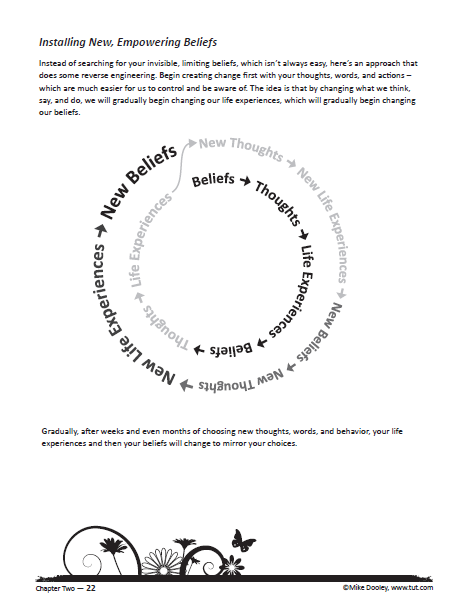 Installing New, Empowering Beliefs
Instead of searching for your invisible, limiting beliefs, which isn't always easy, here's an approach that
does some reverse engineering. Begin creating change first with your thoughts, words, and actions –
which are much easier for us to control and be aware of. The idea is that by changing what we think,
say, and do, we will gradually begin changing our life experiences, which will gradually begin changing
our beliefs.
Beliefs
Thoughts
Life Experiences
Beliefs
Thoughts
Life Experiences
New Thoughts
New Life Experiences
New Beliefs
New Thoughts
New Life Experiences
New Beliefs
Gradually, after weeks and even months of choosing new thoughts, words, and behavior, your life
experiences and then your beliefs will change to mirror your choices.
Chapter Two — 22
©Mike Dooley, www.tut.com